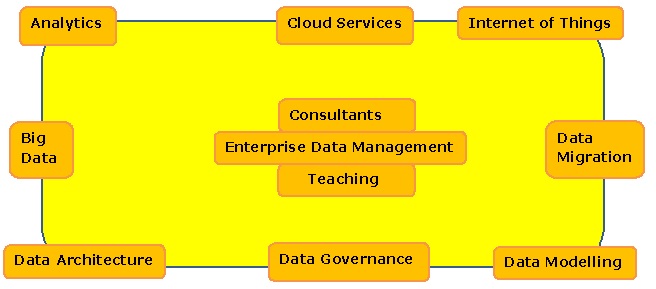 Analytics
Cloud Services
Internet of Things
Consultants
Big
Data
Enterprise Data Management
Data
Migration
Teaching
Data Architecture
Data Governance
Data Modelling